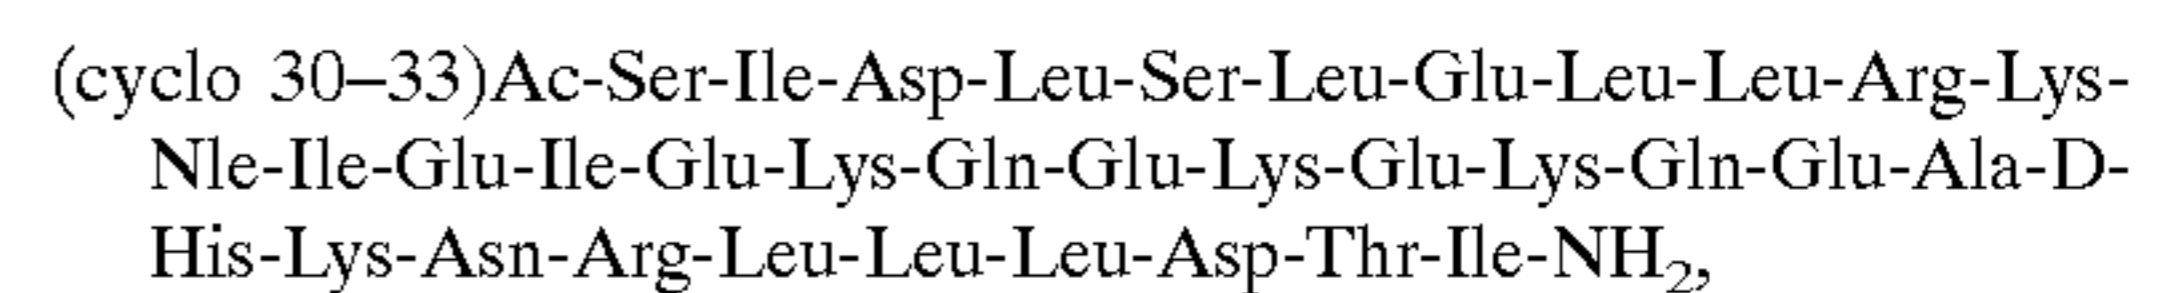 (cyclo 30–33)Ac-Ser-Ile-Asp-Leu-Ser-Leu-Glu-Leu-Leu-Arg-Lys-
Nle-Ile-Glu-Ile-Glu-Lys-Gln-Glu-Lys-Glu-Lys-Gln-Glu-Ala-D-
His-Lys-Asn-Arg-Leu-Leu-Leu-Asp-Thr-Ile-NH₂,